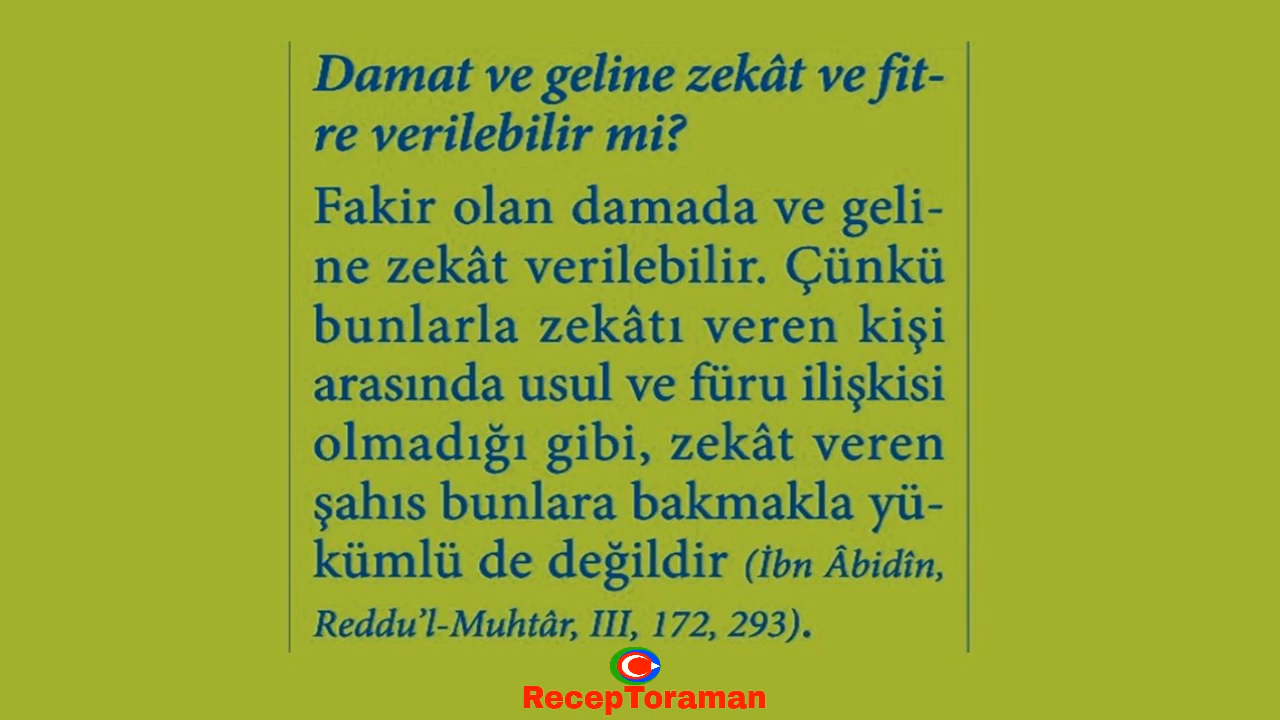 Damat ve geline zekât ve fit-
re verilebilir mi?
Fakir olan damada ve geli-
ne zekât verilebilir. Çünkü
bunlarla zekâtı veren kişi
arasında usul ve füru ilişkisi
olmadığı gibi, zekât veren
şahıs bunlara bakmakla yü-
kümlü de değildir (İbn Âbidîn,
Reddu’l-Muhtâr, III, 172, 293).
RecepToraman